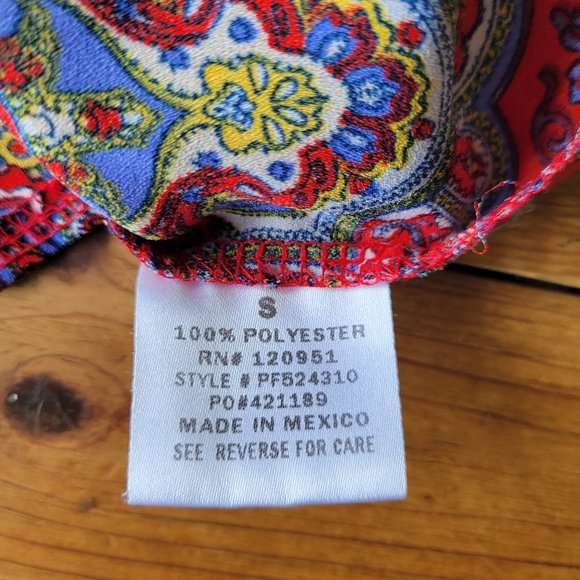 S
100% POLYESTER
RN# 120951
STYLE # PF524310
PO#421189
MADE IN MEXICO
SEE REVERSE FOR CARE